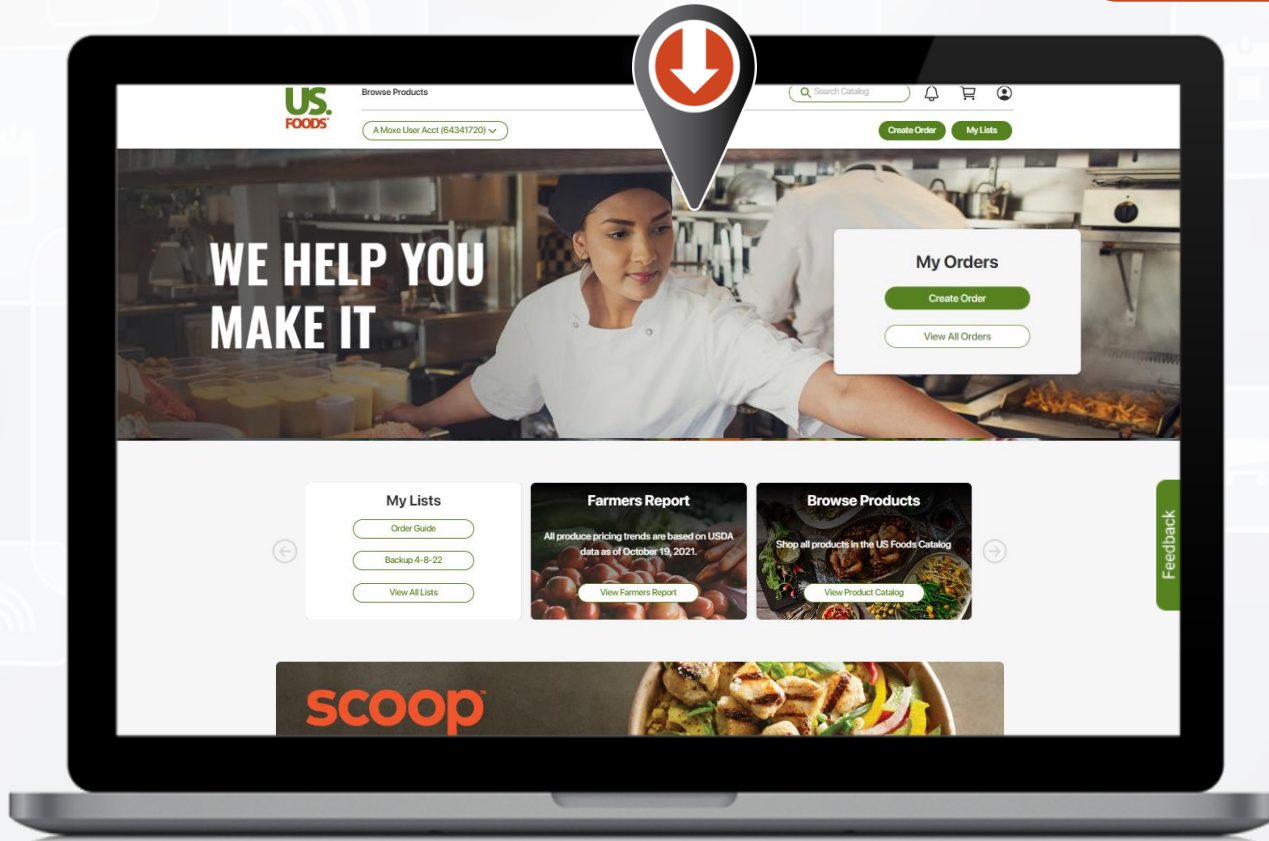 US.
FOODS
Browse Products
Search Catalog
A Moxe User Acct (64341720)
Create Order
My Lists
WE HELP YOU
MAKE IT
My Orders
Create Order
View All Orders
My Lists
Order Guide
Backup 4-8-22
View All Lists
Farmers Report
All produce pricing trends are based on USDA
data as of October 19, 2021.
View Farmers Report
Browse Products
Shop all products in the US Foods Catalog
View Product Catalog
Feedback
scoop™